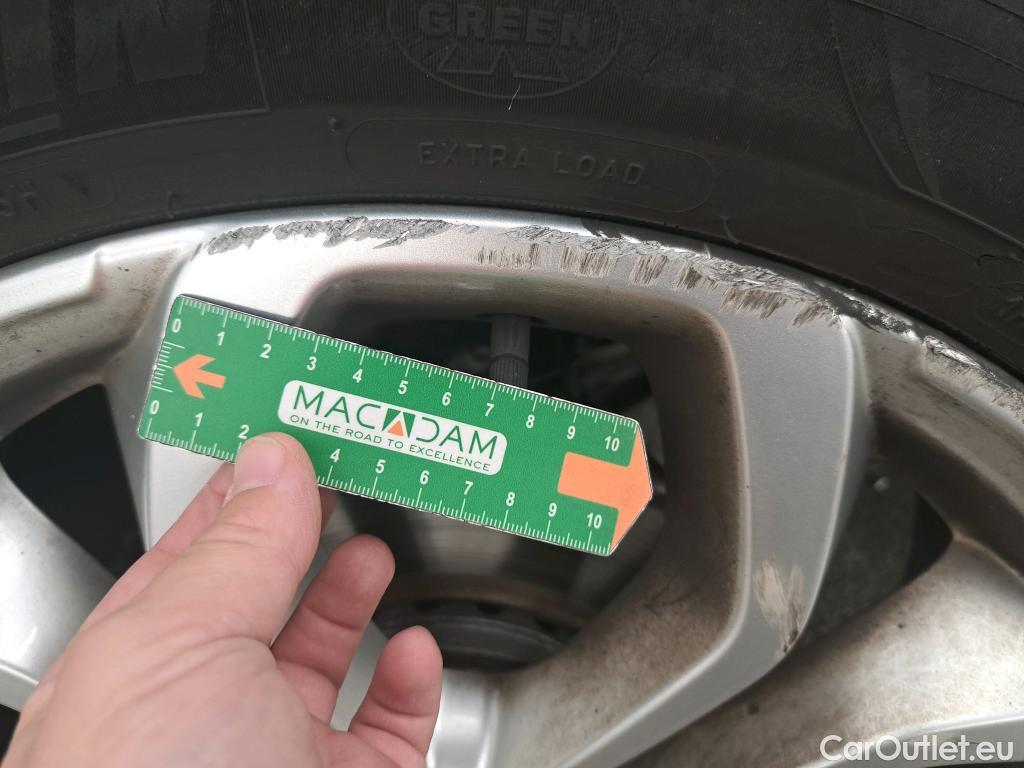 GREEN
EXTRA LOAD
0 1 2 3 4 5 6 7 8 9 10
MACADAM
ON THE ROAD TO EXCELLENCE
0 1 2 4 5 6 7 8 9 10
CarOutlet.eu